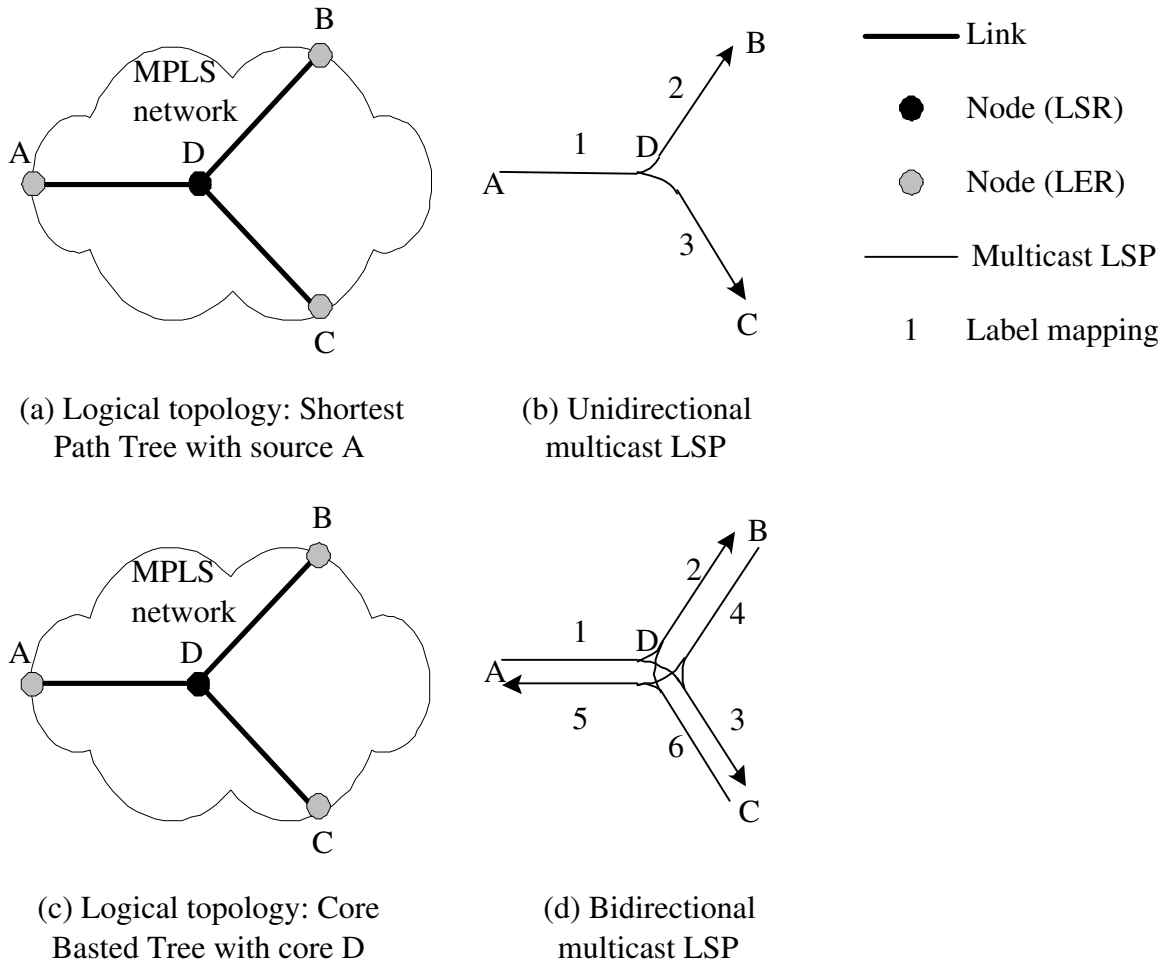 B
MPLS
network
A
D
C
(a) Logical topology: Shortest
Path Tree with source A
B
2
1
D
A
3
C
(b) Unidirectional
multicast LSP
Link
Node (LSR)
Node (LER)
Multicast LSP
1 Label mapping
B
MPLS
network
A
D
C
(c) Logical topology: Core
Basted Tree with core D
B
2
4
1
D
A
5
3
6
C
(d) Bidirectional
multicast LSP